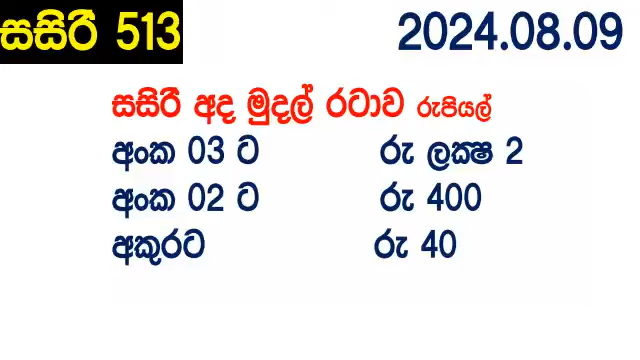 සසිරි 513
2024.08.09
සසිරි අද මුදල් රටාව රුපියල්
අංක 03 ට රු ලක්‍ෂ 2
අංක 02 ට රු 400
අකුරට රු 40